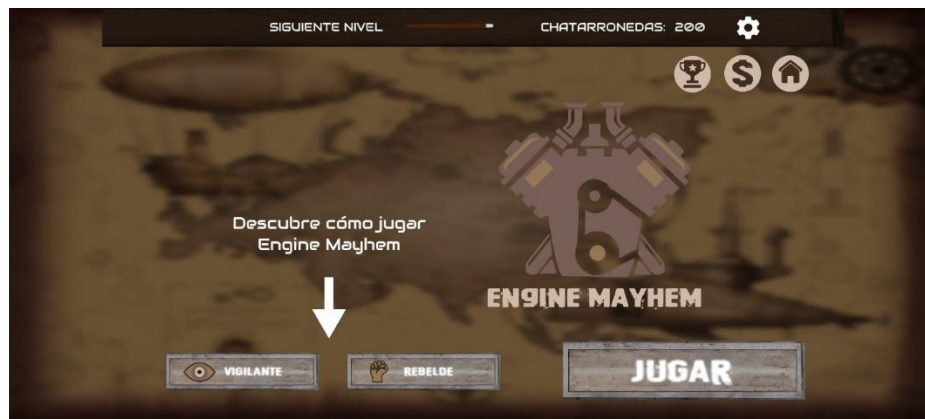 SIGUIENTE NIVEL
CHATARRONEDAS: 200
Descubre cómo jugar
Engine Mayhem
ENGINE MAYHEM
VIGILANTE
REBELDE
JUGAR